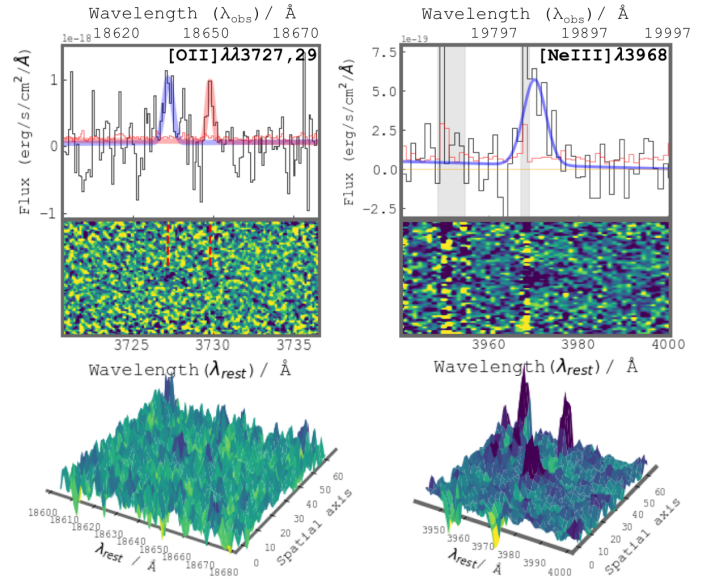 Wavelength (λobs)/ Å
18620 18650 18670
1e−18
[OII]λλ3727,29
Flux (erg/s/cm²/Å)
1
0
−1
3725 3730 3735
Wavelength(λrest)/ Å
18600 18610 18620 18630 18640 18650 18660 18670 18680
λrest/ Å
0 10 20 30 40 50 60
Spatial axis
Wavelength (λobs)/ Å
19797 19897 19997
1e−19
[NeIII]λ3968
Flux (erg/s/cm²/Å)
7.5
5.0
2.5
0.0
−2.5
3960 3980 4000
Wavelength(λrest)/ Å
3950 3960 3970 3980 3990 4000
λrest/ Å
0 10 20 30 40 50 60
Spatial axis